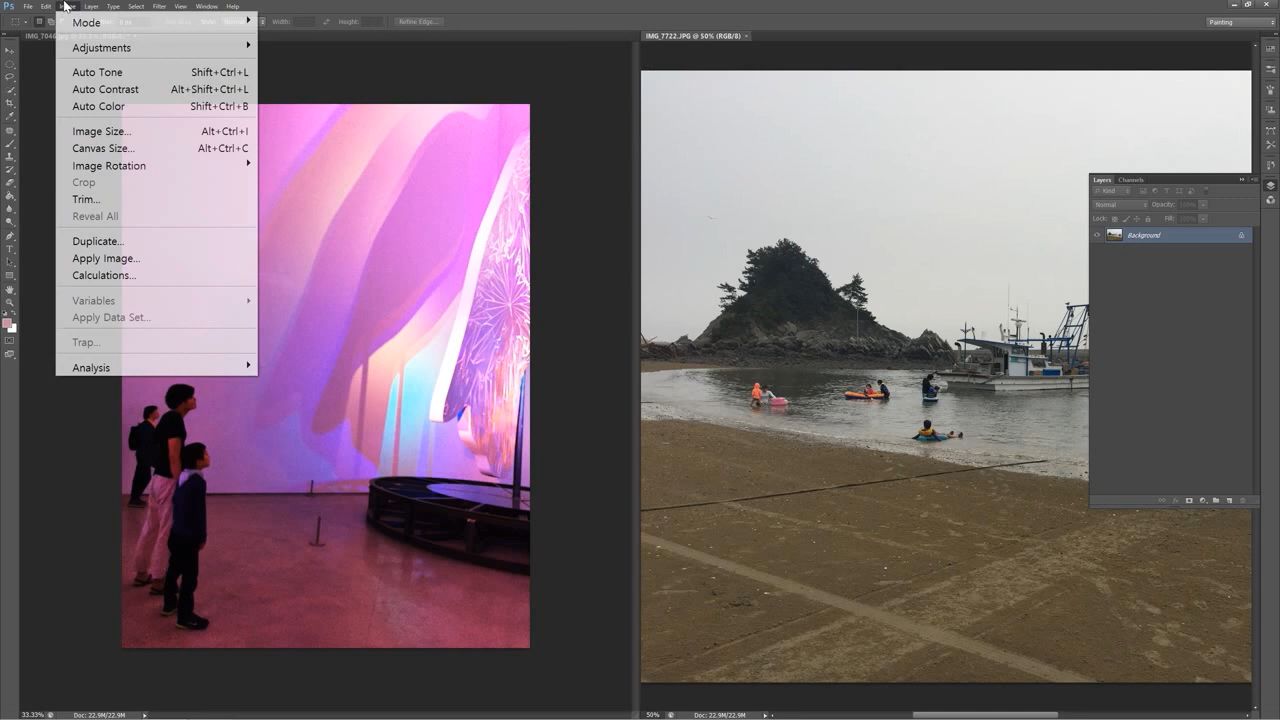 Ps File Edit Image Layer Type Select Filter View Window Help
Width: Height: Refine Edge... Painting
IMG_7722.JPG @ 50% (RGB/8) ×
Mode
Adjustments
Auto Tone Shift+Ctrl+L
Auto Contrast Alt+Shift+Ctrl+L
Auto Color Shift+Ctrl+B
Image Size... Alt+Ctrl+I
Canvas Size... Alt+Ctrl+C
Image Rotation
Crop
Trim...
Reveal All
Duplicate...
Apply Image...
Calculations...
Variables
Apply Data Set...
Trap...
Analysis
Layers Channels
Kind
Normal Opacity: 100%
Lock: Fill: 100%
Background
33.33% Doc: 22.9M/22.9M
50% Doc: 22.9M/22.9M